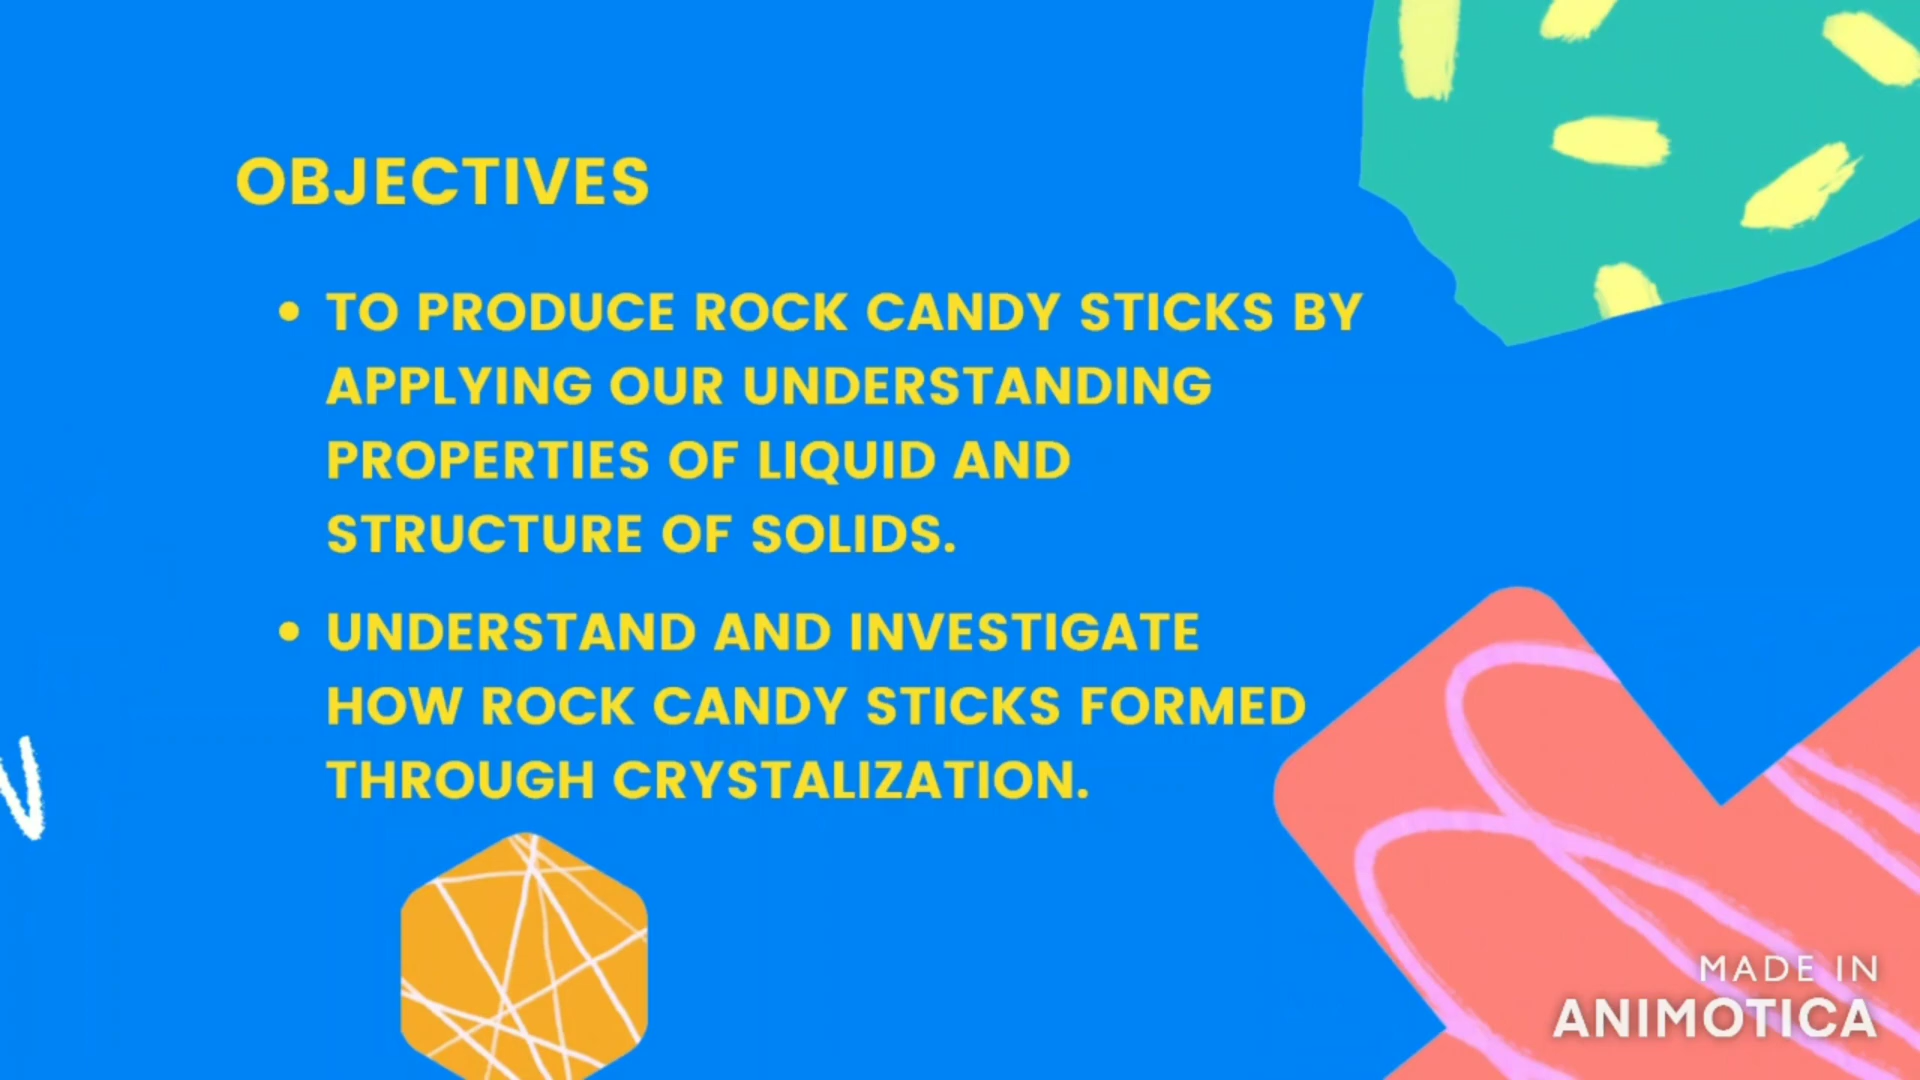 OBJECTIVES
• TO PRODUCE ROCK CANDY STICKS BY
APPLYING OUR UNDERSTANDING
PROPERTIES OF LIQUID AND
STRUCTURE OF SOLIDS.
• UNDERSTAND AND INVESTIGATE
HOW ROCK CANDY STICKS FORMED
THROUGH CRYSTALIZATION.
MADE IN
ANIMOTICA